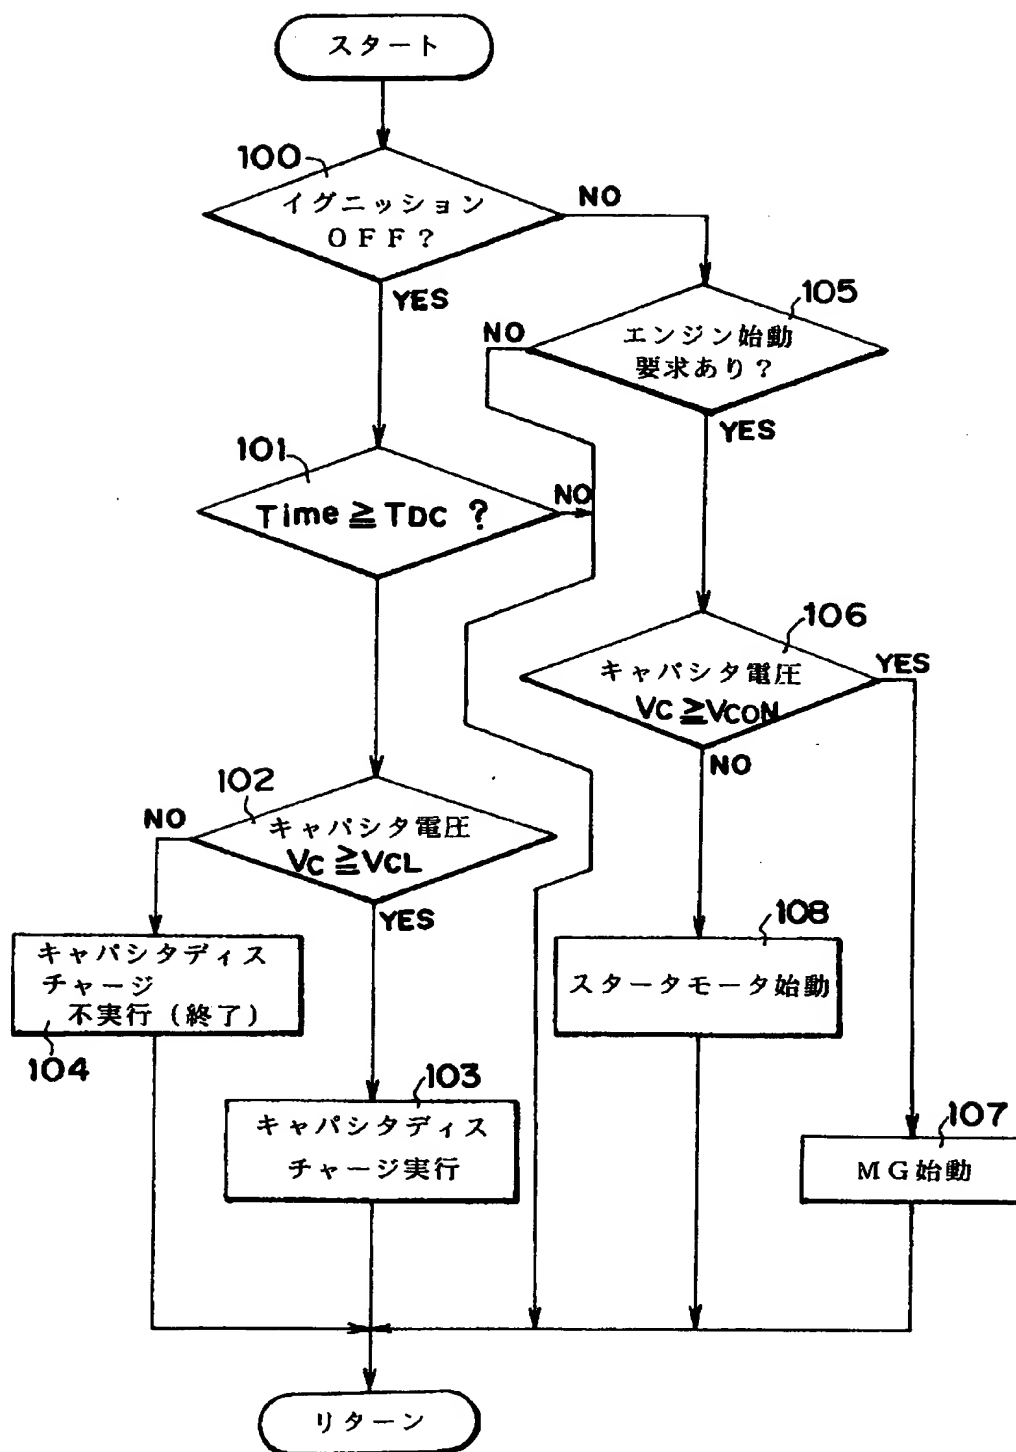 スタート
100
イグニッション
OFF?
NO
YES
105
エンジン始動
要求あり?
NO
YES
101
Time ≧ TDC ?
NO
106
キャパシタ電圧
VC ≧ VCON
YES
NO
102
キャパシタ電圧
VC ≧ VCL
NO
YES
キャパシタディス
チャージ
不実行(終了)
104
108
スタータモータ始動
103
キャパシタディス
チャージ実行
107
MG始動
リターン